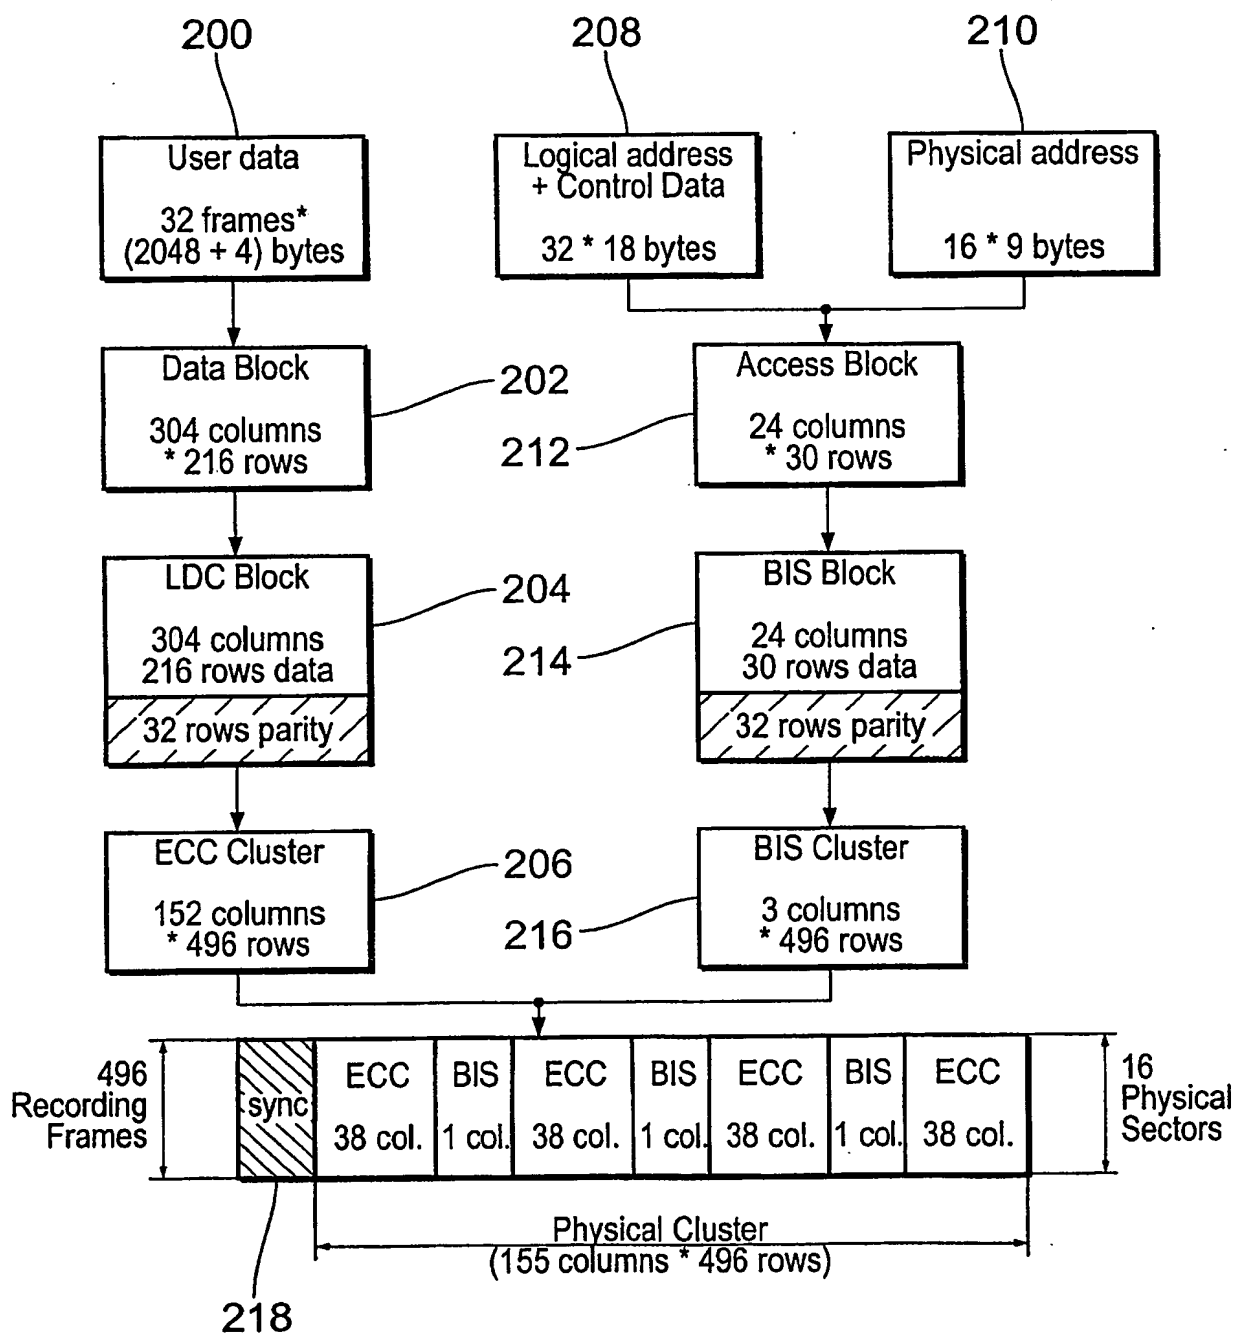 200
208
210
User data
32 frames*
(2048 + 4) bytes
Logical address
+ Control Data
32 * 18 bytes
Physical address
16 * 9 bytes
Data Block
304 columns
* 216 rows
202
212
Access Block
24 columns
* 30 rows
LDC Block
304 columns
216 rows data
32 rows parity
204
214
BIS Block
24 columns
30 rows data
32 rows parity
ECC Cluster
152 columns
* 496 rows
206
216
BIS Cluster
3 columns
* 496 rows
496
Recording
Frames
sync
ECC
38 col.
BIS
1 col.
ECC
38 col.
BIS
1 col.
ECC
38 col.
BIS
1 col.
ECC
38 col.
16
Physical
Sectors
Physical Cluster
(155 columns * 496 rows)
218